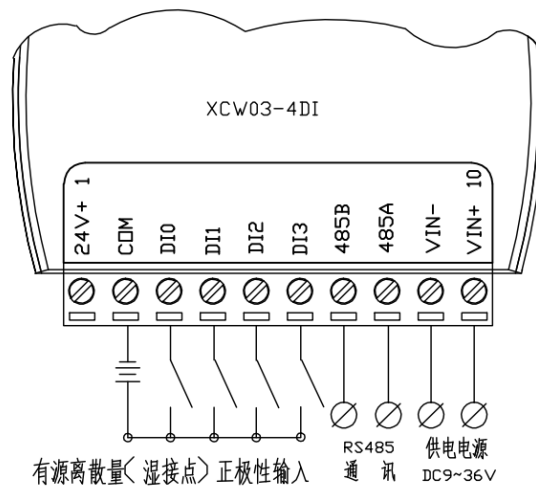 XCW03-4DI
24V+ 1
COM
DI0
DI1
DI2
DI3
485B
485A
VIN-
VIN+ 10
有源离散量(湿接点)正极性输入
RS485
通 讯
供电电源
DC9~36V